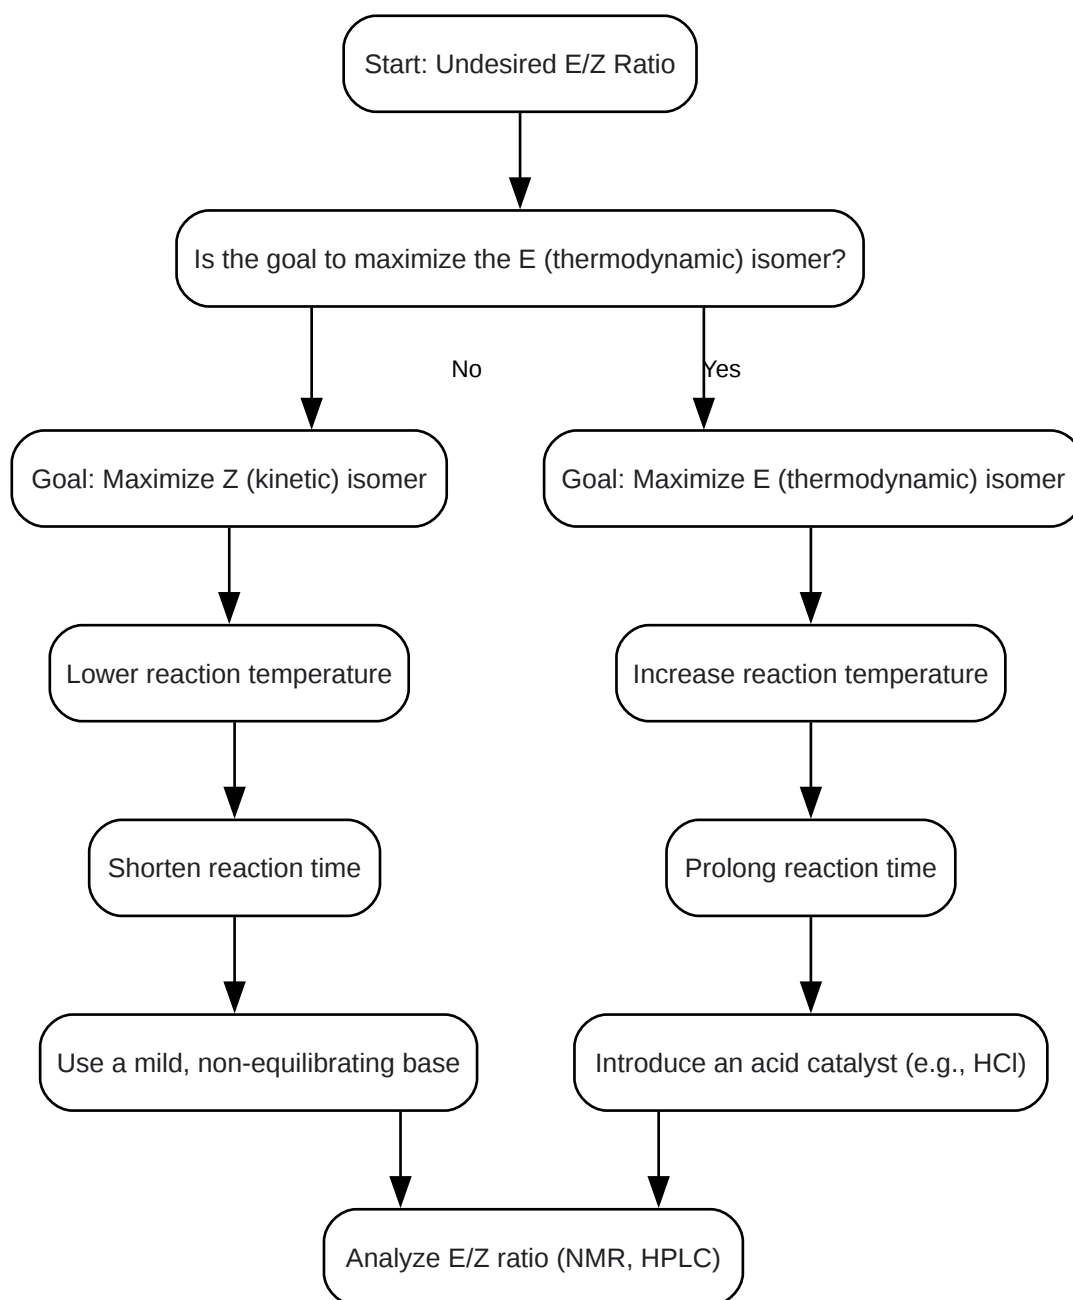 Start: Undesired E/Z Ratio
Is the goal to maximize the E (thermodynamic) isomer?
No
Yes
Goal: Maximize Z (kinetic) isomer
Goal: Maximize E (thermodynamic) isomer
Lower reaction temperature
Increase reaction temperature
Shorten reaction time
Prolong reaction time
Use a mild, non-equilibrating base
Introduce an acid catalyst (e.g., HCl)
Analyze E/Z ratio (NMR, HPLC)